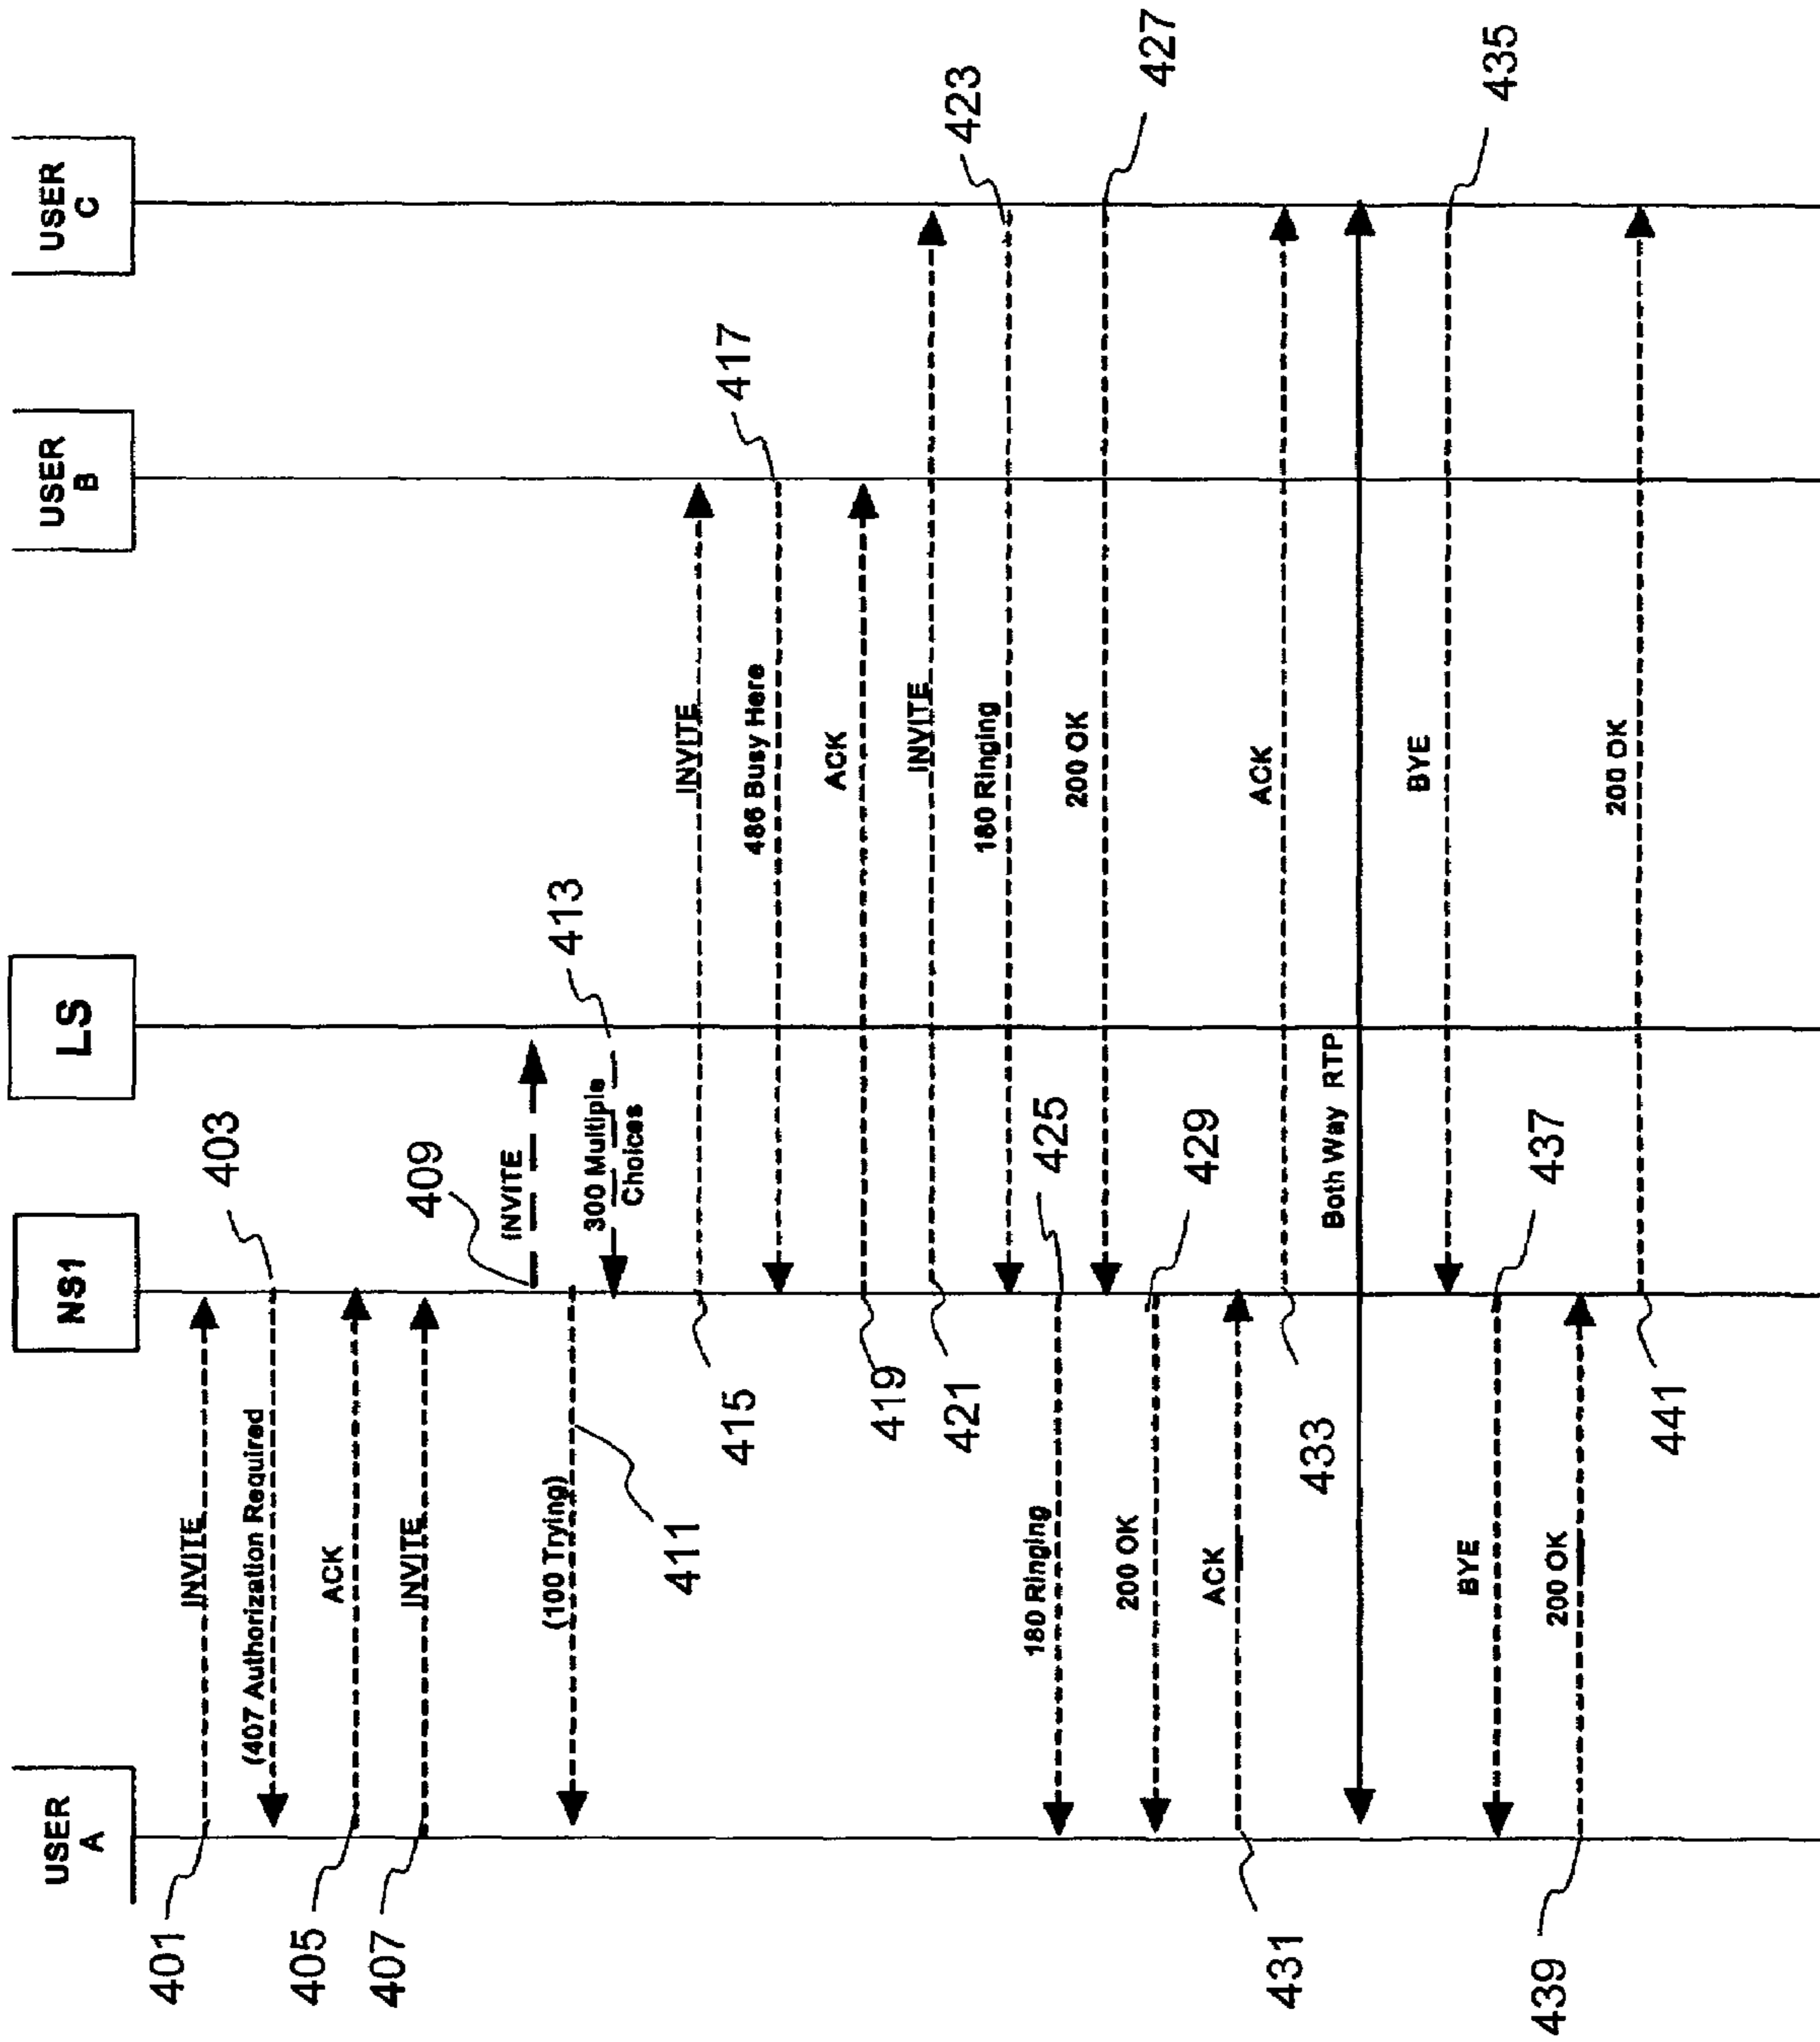 USER
A
NS1
LS
USER
B
USER
C
401
INVITE
403
(407 Authorization Required
405
ACK
407
INVITE
409
INVITE
(100 Trying)
411
413
300 Multiple
Choices
415
INVITE
417
486 Busy Here
419
ACK
421
INVITE
423
180 Ringing
425
180 Ringing
427
200 OK
429
200 OK
431
ACK
433
ACK
Both Way RTP
435
BYE
437
BYE
439
200 OK
441
200 OK